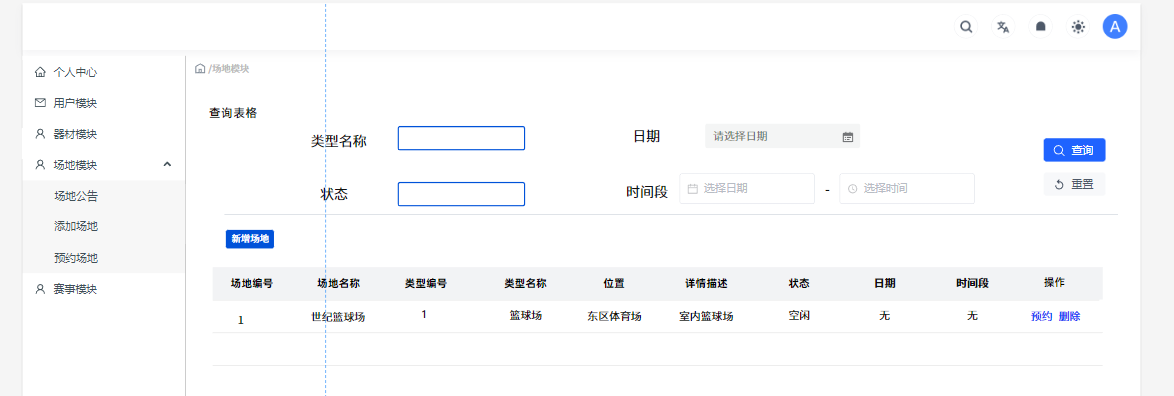 A
个人中心
用户模块
器材模块
场地模块
场地公告
添加场地
预约场地
赛事模块
/场地模块
查询表格
类型名称
日期
请选择日期
查询
状态
时间段
选择日期
-
选择时间
重置
新增场地
场地编号 场地名称 类型编号 类型名称 位置 详情描述 状态 日期 时间段 操作
1 世纪篮球场 1 篮球场 东区体育场 室内篮球场 空闲 无 无 预约 删除